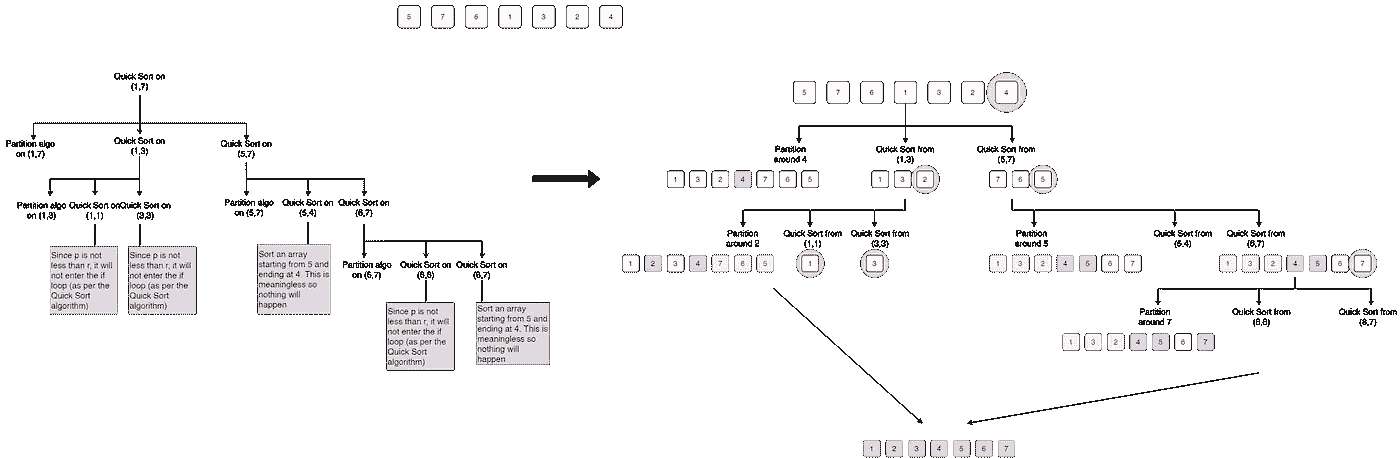 5 7 6 1 3 2 4
Quick Sort on
(1,7)
Partition algo
on (1,7)
Quick Sort on
(1,3)
Quick Sort on
(5,7)
Partition algo
on (1,3)
Quick Sort on
(1,1)
Quick Sort on
(3,3)
Partition algo
on (5,7)
Quick Sort on
(5,4)
Quick Sort on
(6,7)
Since p is not
less than r, it will
not enter the if
loop (as per the
Quick Sort
algorithm)
Since p is not
less than r, it will
not enter the if
loop (as per the
Quick Sort
algorithm)
Sort an array
starting from 5 and
ending at 4. This is
meaningless so
nothing will
happen
Partition algo
on (6,7)
Quick Sort on
(6,6)
Quick Sort on
Since p is not
less than r, it will
not enter the if
loop (as per the
Quick Sort
algorithm)
Sort an array
starting from 5 and
ending at 4. This is
meaningless so
nothing will
happen
5 7 6 1 3 2 4
Partition
around 4
Quick Sort from
(1,3)
Quick Sort from
(5,7)
1 3 2 4 7 6 5
1 3 2
7 6 5
Partition
around 2
Quick Sort from
(1,1)
Quick Sort from
(3,3)
Partition
around 5
Quick Sort from
(5,4)
Quick Sort from
(6,7)
1 2 3 4 7 6 5
1
3
1 3 2 4 5 6 7
1 3 2 4 5 6 7
Partition
around 7
Quick Sort from
(6,6)
Quick Sort from
(8,7)
1 3 2 4 5 6 7
1 2 3 4 5 6 7